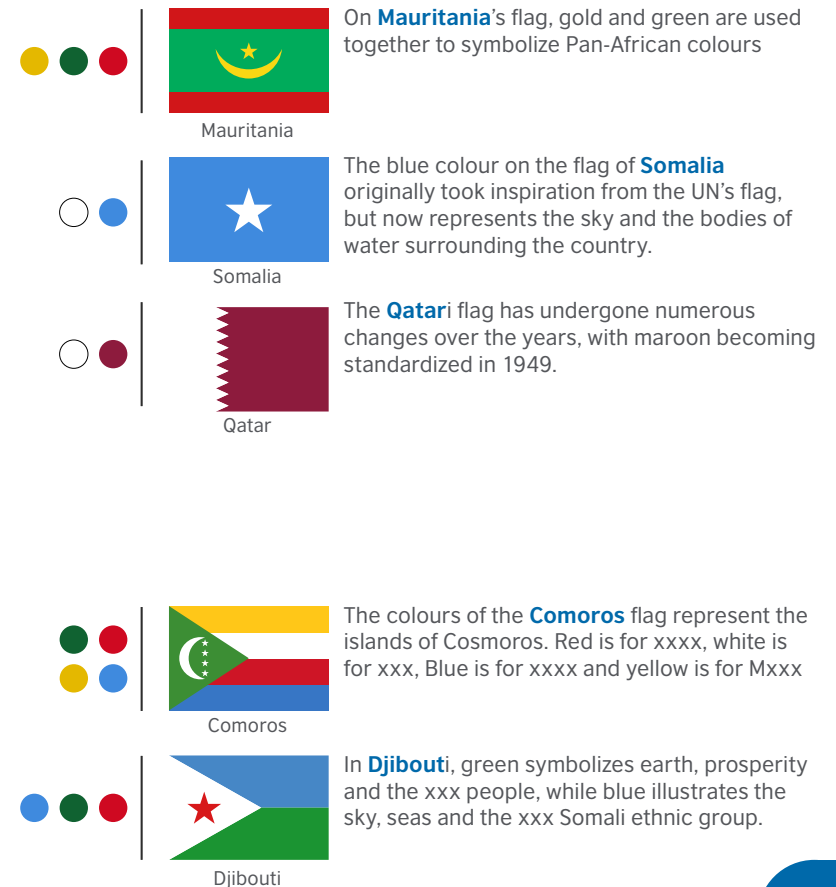 On Mauritania's flag, gold and green are used
together to symbolize Pan-African colours
Mauritania
The blue colour on the flag of Somalia
originally took inspiration from the UN's flag,
but now represents the sky and the bodies of
water surrounding the country.
Somalia
The Qatari flag has undergone numerous
changes over the years, with maroon becoming
standardized in 1949.
Qatar
The colours of the Comoros flag represent the
islands of Cosmoros. Red is for xxxx, white is
for xxx, Blue is for xxxx and yellow is for Mxxx
Comoros
In Djibouti, green symbolizes earth, prosperity
and the xxx people, while blue illustrates the
sky, seas and the xxx Somali ethnic group.
Djibouti